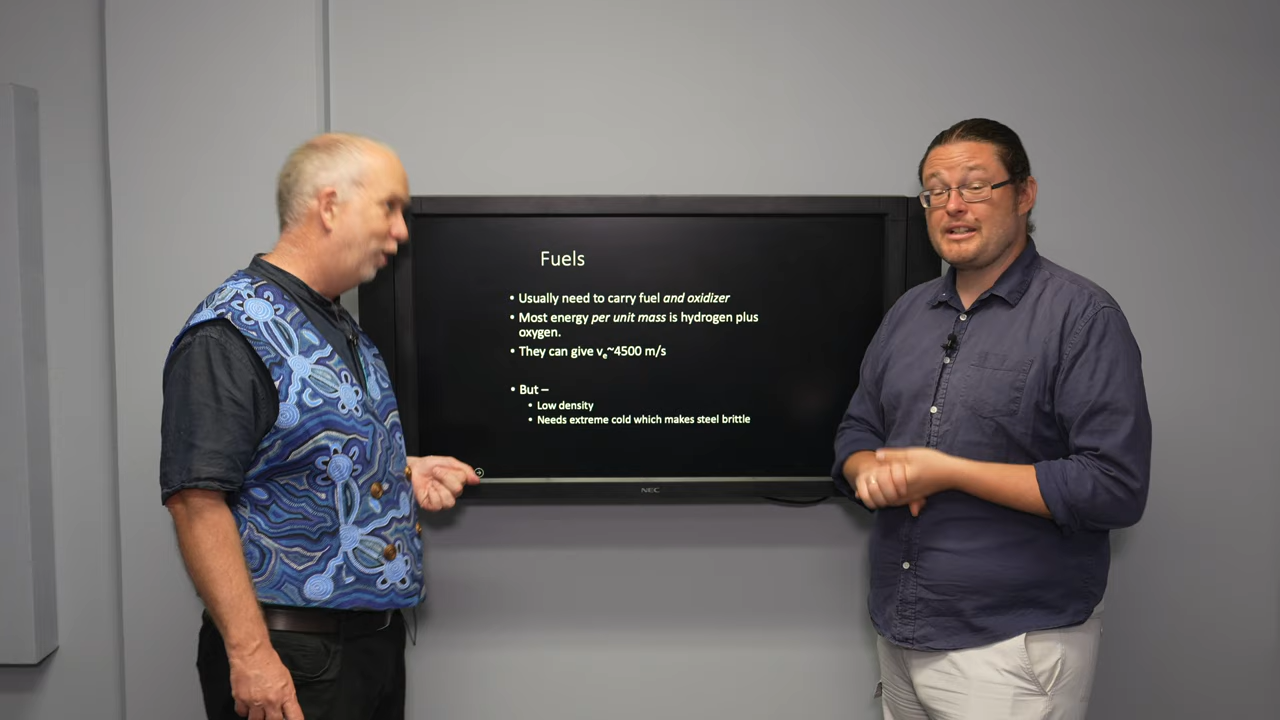 Fuels
• Usually need to carry fuel and oxidizer
• Most energy per unit mass is hydrogen plus
oxygen.
• They can give ve~4500 m/s
• But –
• Low density
• Needs extreme cold which makes steel brittle
NEC